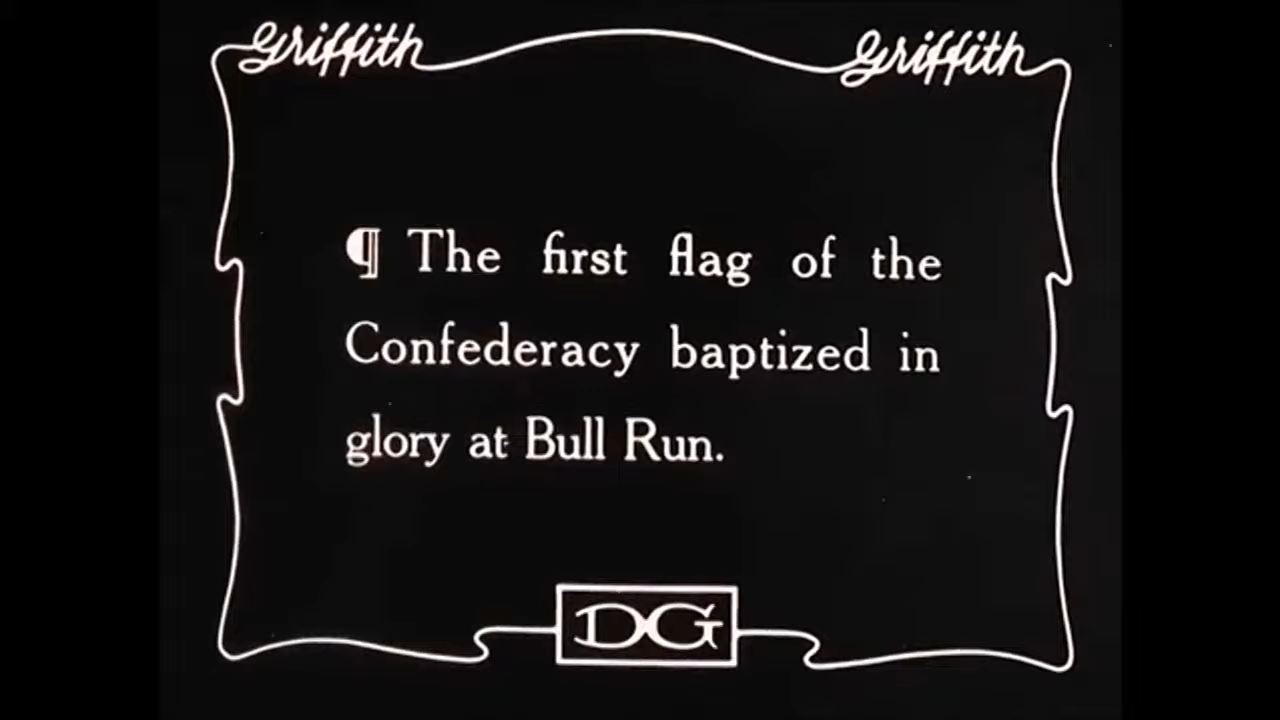 Griffith Griffith
¶ The first flag of the
Confederacy baptized in
glory at Bull Run.
DG